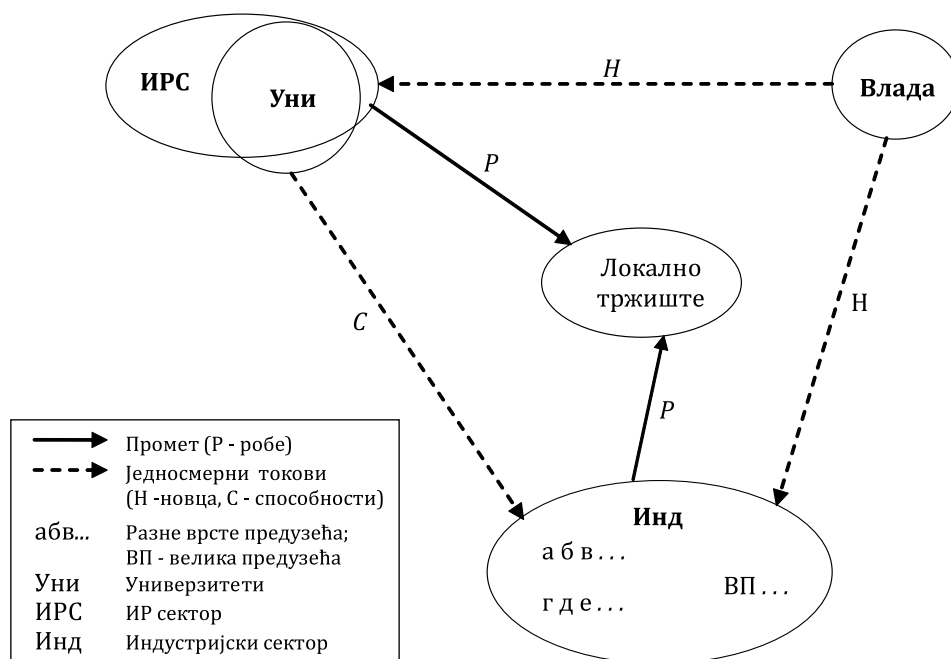 ИРС
Уни
Н
Влада
Р
Локално
тржиште
С
Н
Р
Инд
а б в . . .
г д е . . .
ВП . . .
Промет (Р - робе)
Једносмерни токови
(Н -новца, С - способности)
абв... Разне врсте предузећа;
ВП - велика предузећа
Уни Универзитети
ИРС ИР сектор
Инд Индустријски сектор